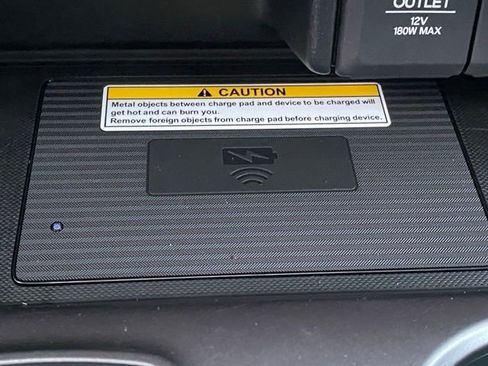 OUTLET
12V
180W MAX
CAUTION
Metal objects between charge pad and device to be charged will
get hot and can burn you.
Remove foreign objects from charge pad before charging device.